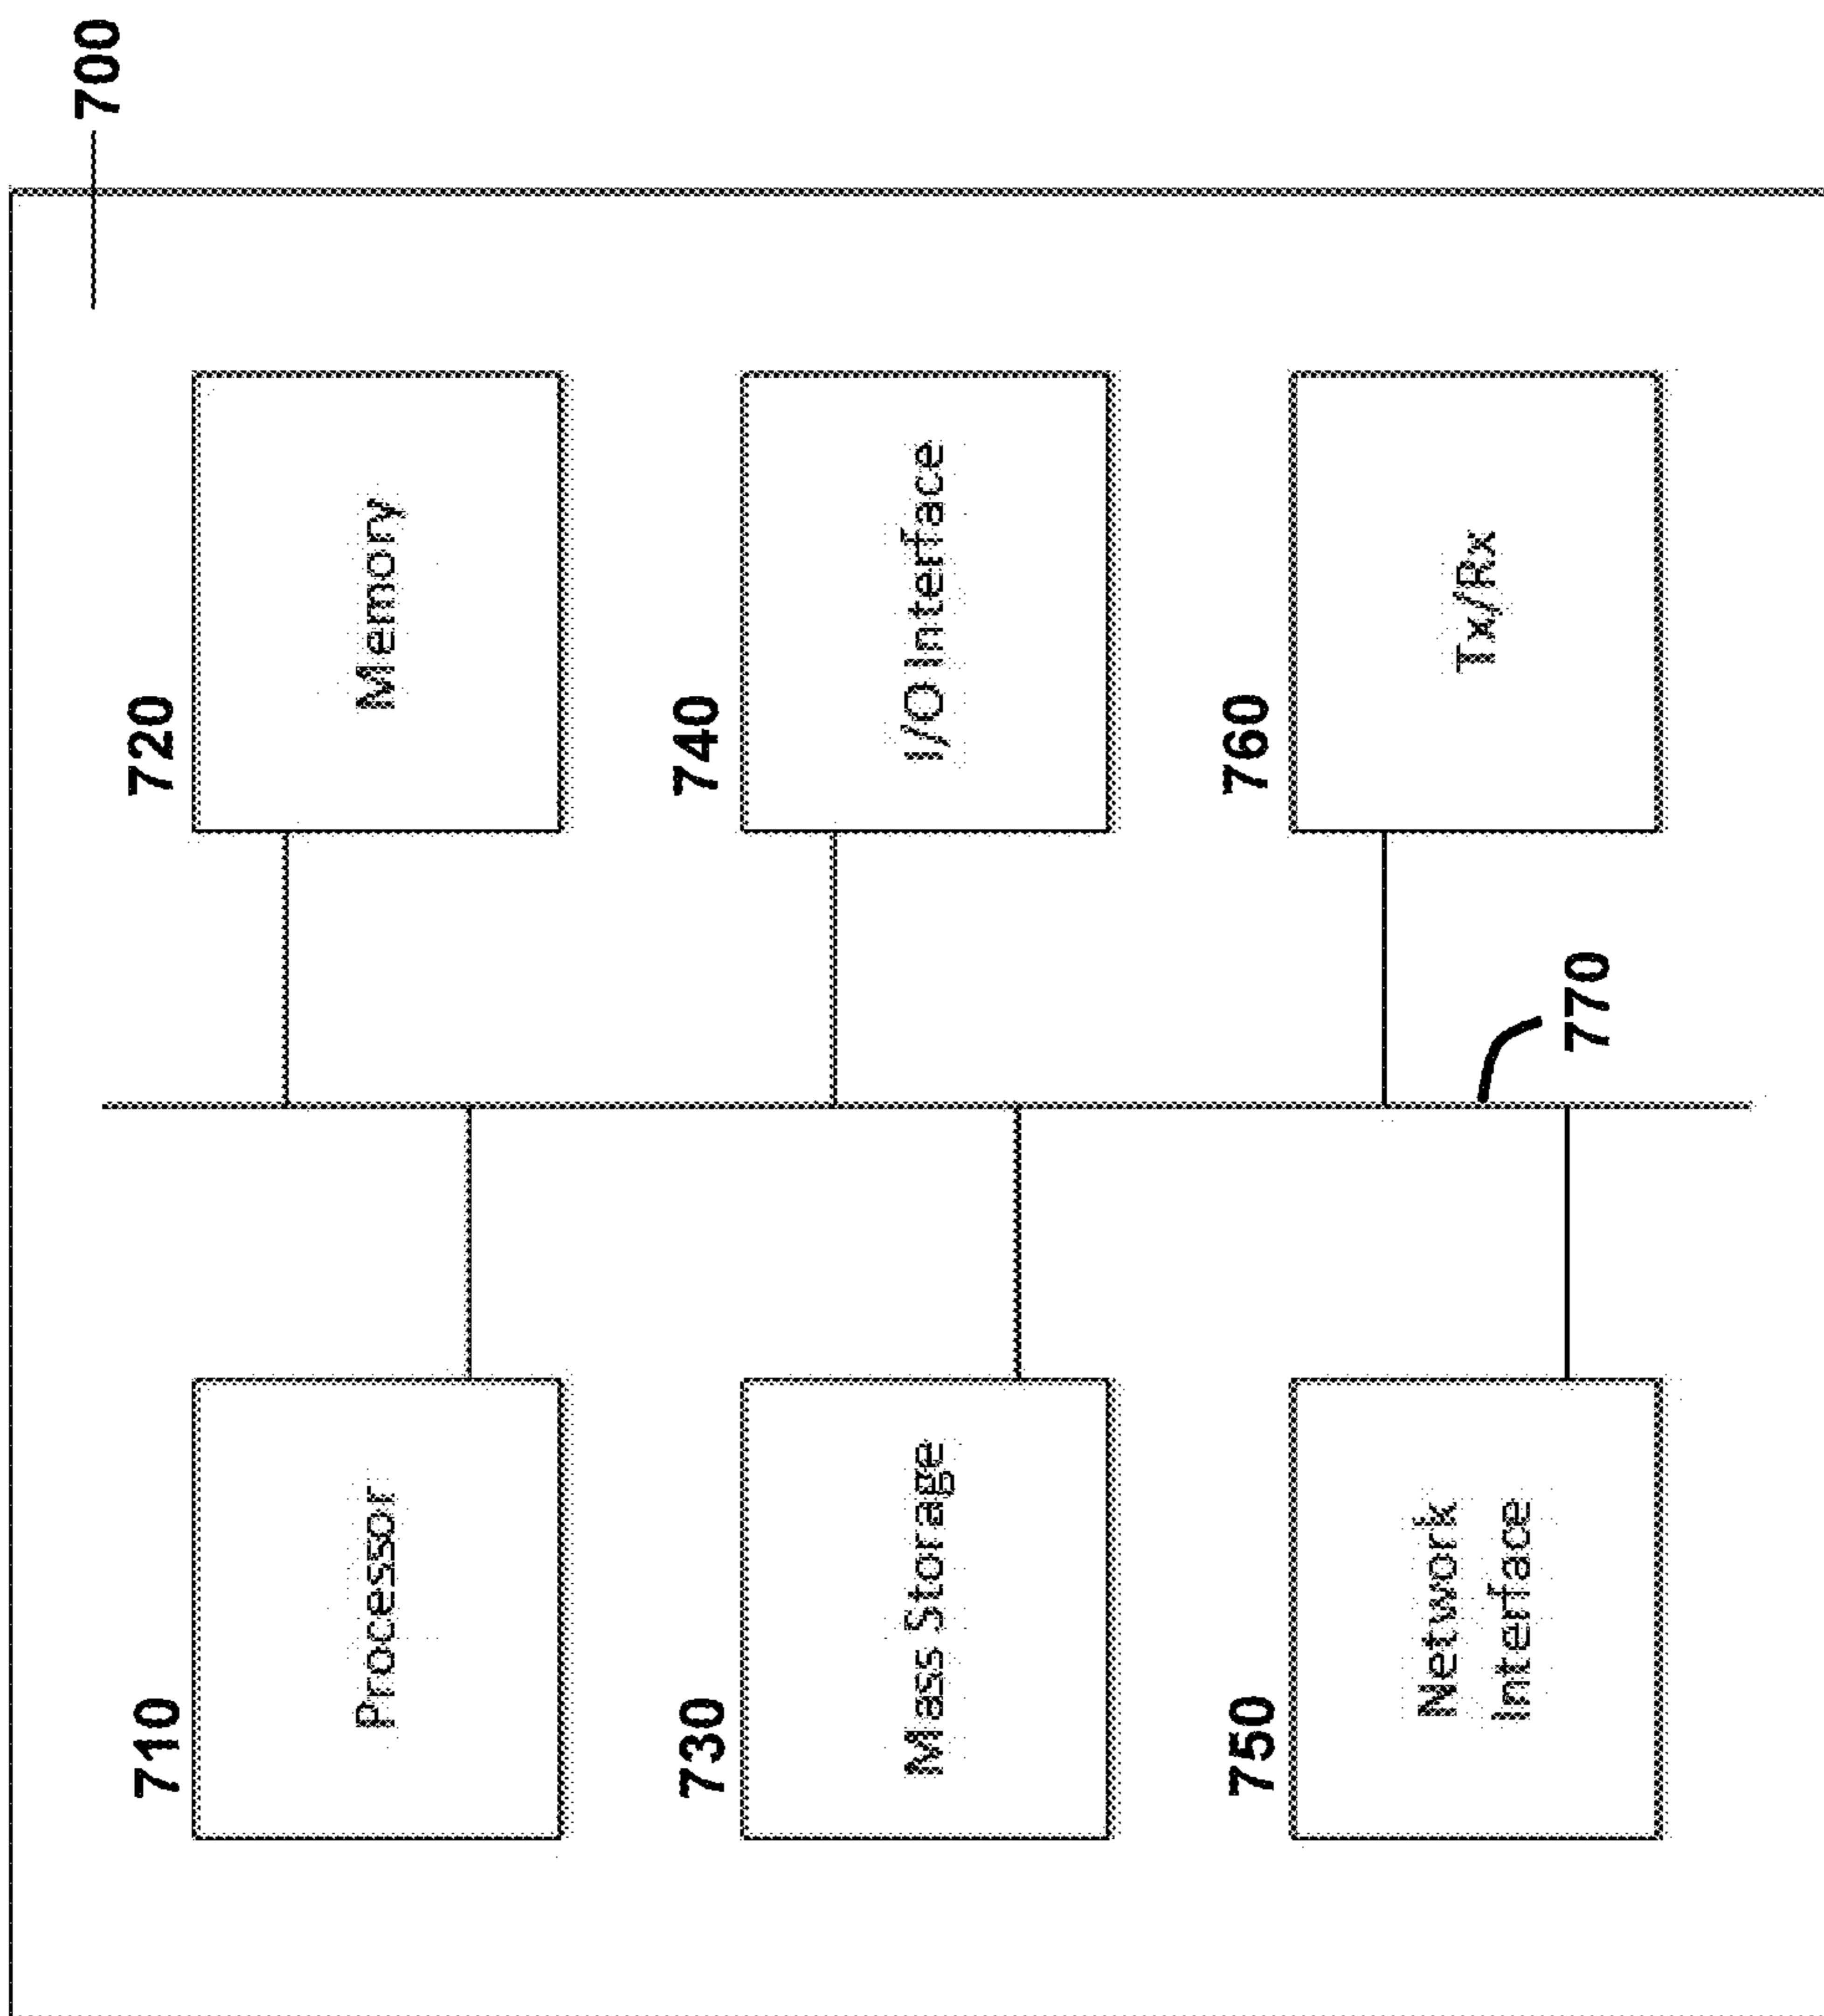 700
710
Processor
720
Memory
730
Mass Storage
740
I/O Interface
750
Network
Interface
760
Tx/Rx
770